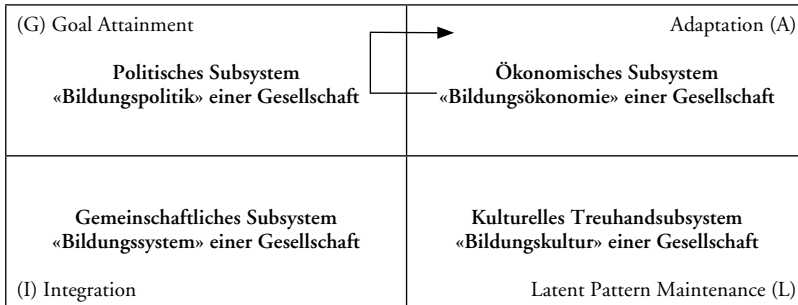 (G) Goal Attainment
Adaptation (A)
Politisches Subsystem
«Bildungspolitik» einer Gesellschaft
Ökonomisches Subsystem
«Bildungsökonomie» einer Gesellschaft
Gemeinschaftliches Subsystem
«Bildungssystem» einer Gesellschaft
Kulturelles Treuhandsubsystem
«Bildungskultur» einer Gesellschaft
(I) Integration
Latent Pattern Maintenance (L)